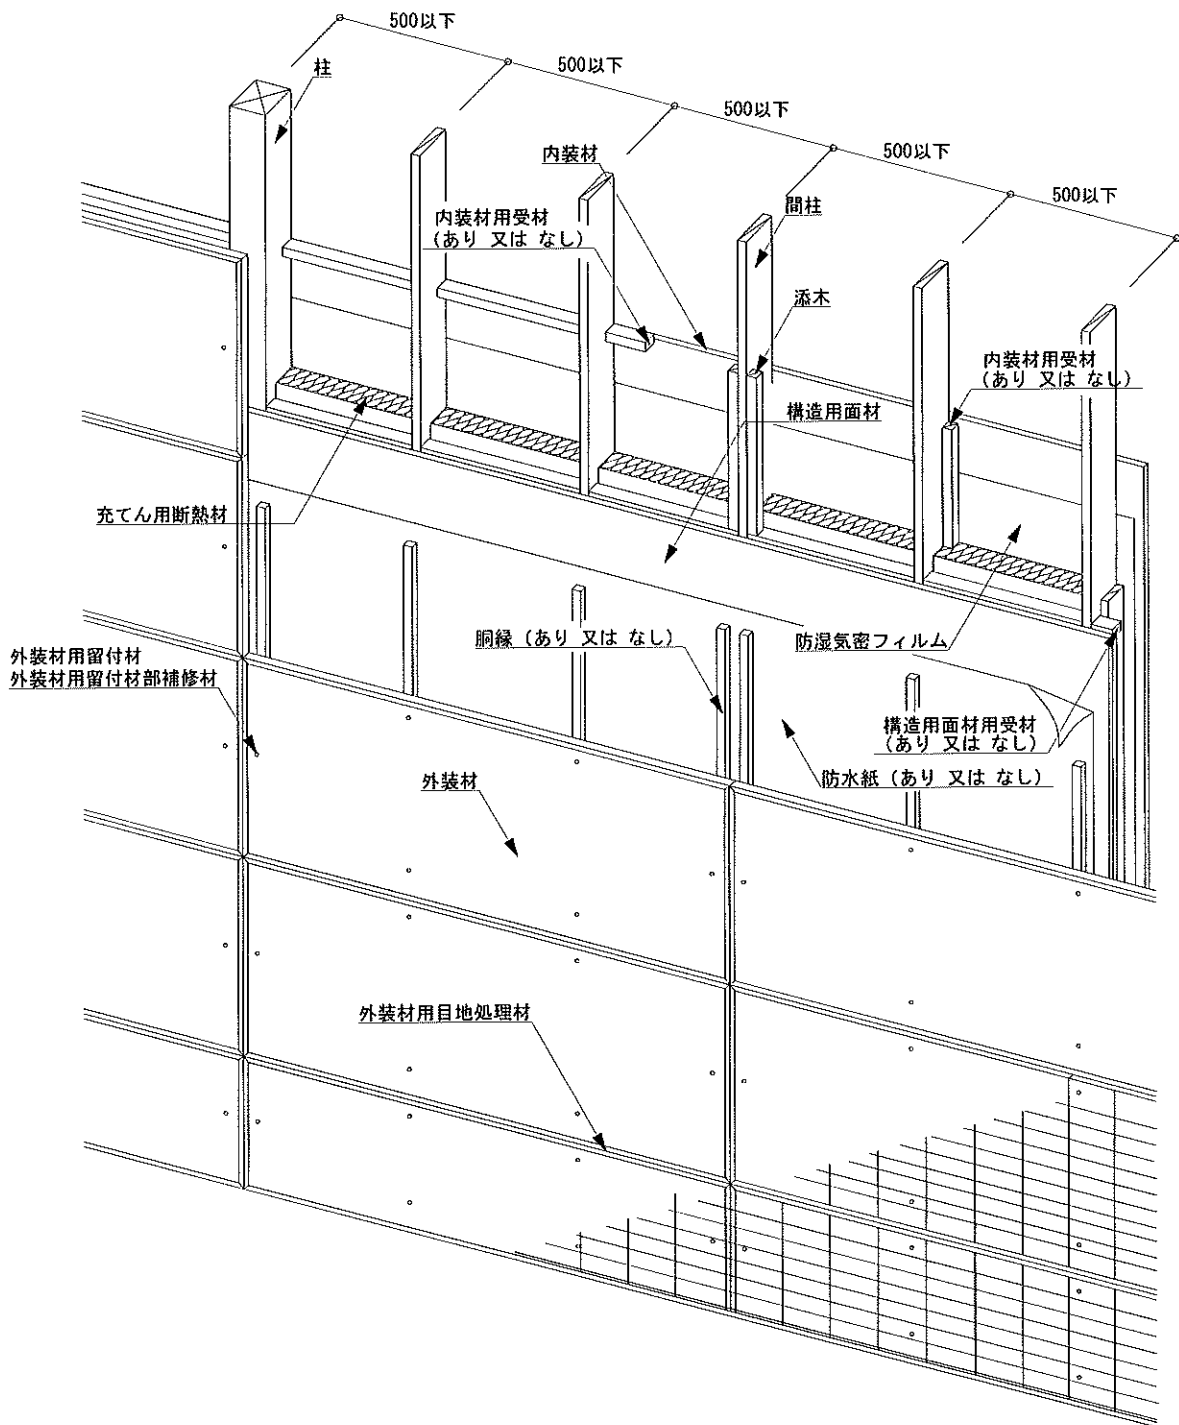 500以下
500以下
500以下
500以下
500以下
柱
内装材
内装材用受材
(あり 又は なし)
間柱
添木
内装材用受材
(あり 又は なし)
構造用面材
充てん用断熱材
胴縁 (あり 又は なし)
防湿気密フィルム
外装材用留付材
外装材用留付材部補修材
構造用面材用受材
(あり 又は なし)
外装材
防水紙 (あり 又は なし)
外装材用目地処理材